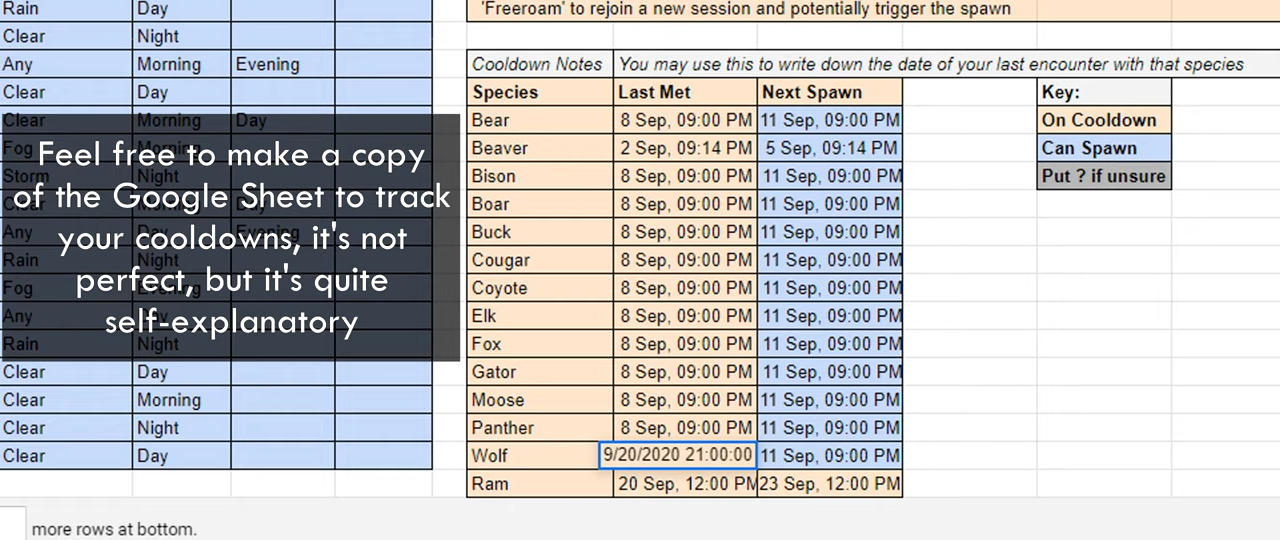 Rain Day
'Freeroam' to rejoin a new session and potentially trigger the spawn
Clear Night
Any Morning Evening
Clear Day
Clear Morning Day
Fog
Storm Night
Clear
Any Evening
Rain Night
Fog Evening
Any
Rain Night
Clear Day
Clear Morning
Clear Night
Clear Day
Feel free to make a copy
of the Google Sheet to track
your cooldowns, it's not
perfect, but it's quite
self-explanatory
Cooldown Notes You may use this to write down the date of your last encounter with that species
Species Last Met Next Spawn
Bear 8 Sep, 09:00 PM 11 Sep, 09:00 PM
Beaver 2 Sep, 09:14 PM 5 Sep, 09:14 PM
Bison 8 Sep, 09:00 PM 11 Sep, 09:00 PM
Boar 8 Sep, 09:00 PM 11 Sep, 09:00 PM
Buck 8 Sep, 09:00 PM 11 Sep, 09:00 PM
Cougar 8 Sep, 09:00 PM 11 Sep, 09:00 PM
Coyote 8 Sep, 09:00 PM 11 Sep, 09:00 PM
Elk 8 Sep, 09:00 PM 11 Sep, 09:00 PM
Fox 8 Sep, 09:00 PM 11 Sep, 09:00 PM
Gator 8 Sep, 09:00 PM 11 Sep, 09:00 PM
Moose 8 Sep, 09:00 PM 11 Sep, 09:00 PM
Panther 8 Sep, 09:00 PM 11 Sep, 09:00 PM
Wolf 9/20/2020 21:00:00 11 Sep, 09:00 PM
Ram 20 Sep, 12:00 PM 23 Sep, 12:00 PM
Key:
On Cooldown
Can Spawn
Put ? if unsure
more rows at bottom.